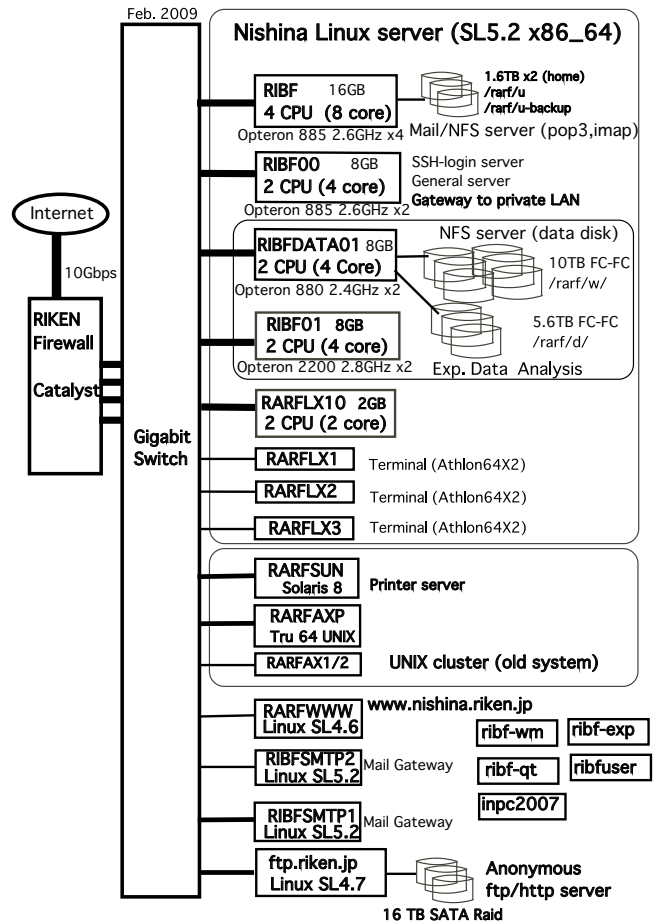 Feb. 2009
Nishina Linux server (SL5.2 x86_64)
RIBF 16GB
4 CPU (8 core)
Opteron 885 2.6GHz x4
1.6TB x2 (home)
/rarf/u
/rarf/u-backup
Mail/NFS server (pop3,imap)
RIBF00 8GB
2 CPU (4 core)
Opteron 885 2.6GHz x2
SSH-login server
General server
Gateway to private LAN
Internet
10Gbps
RIKEN
Firewall
Catalyst
Gigabit
Switch
NFS server (data disk)
RIBFDATA01 8GB
2 CPU (4 Core)
Opteron 880 2.4GHz x2
10TB FC-FC
/rarf/w/
5.6TB FC-FC
/rarf/d/
RIBF01 8GB
2 CPU (4 core)
Opteron 2200 2.8GHz x2
Exp. Data Analysis
RARFLX10 2GB
2 CPU (2 core)
RARFLX1
Terminal (Athlon64X2)
RARFLX2
Terminal (Athlon64X2)
RARFLX3
Terminal (Athlon64X2)
RARFSUN
Solaris 8
Printer server
RARFAXP
Tru 64 UNIX
RARFAX1/2
UNIX cluster (old system)
RARFWWW
Linux SL4.6
www.nishina.riken.jp
ribf-wm
ribf-exp
ribf-qt
ribfuser
inpc2007
RIBFSMTP2
Linux SL5.2
Mail Gateway
RIBFSMTP1
Linux SL5.2
Mail Gateway
ftp.riken.jp
Linux SL4.7
Anonymous
ftp/http server
16 TB SATA Raid